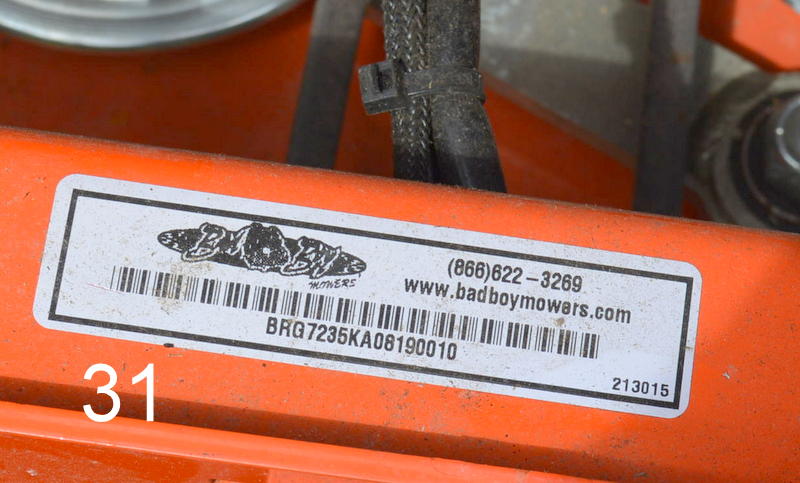 BAD BOY
MOWERS
(866)622-3269
www.badboymowers.com
BRG7235KA08190010
213015
31